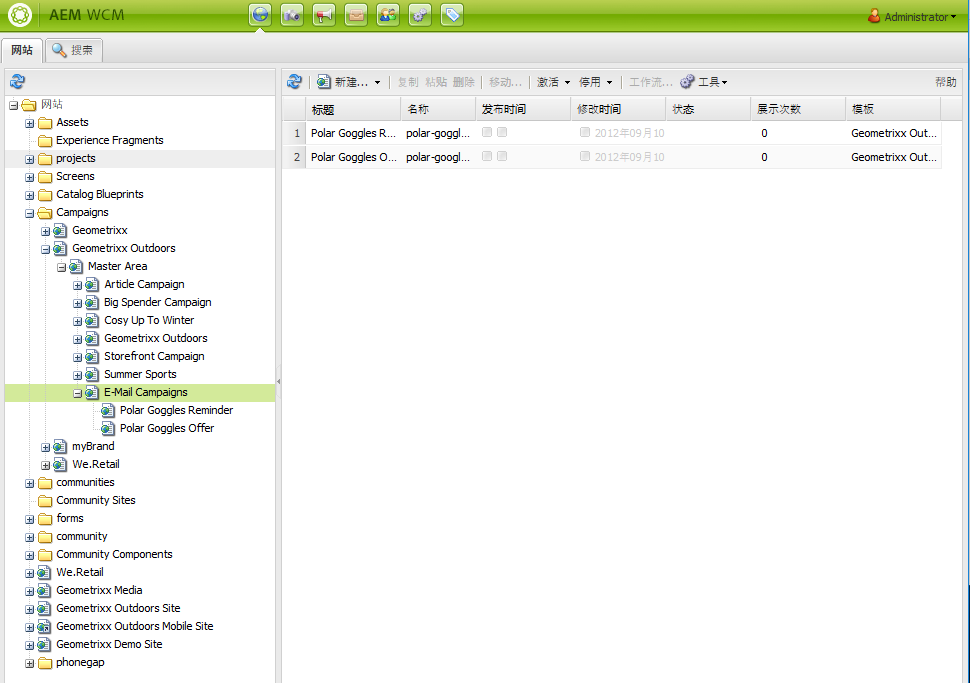 AEM WCM Administrator
网站 搜索
新建... 复制 粘贴 删除 移动... 激活 停用 工作流... 工具 帮助
标题 名称 发布时间 修改时间 状态 展示次数 模板
1 Polar Goggles R... polar-goggl... 2012年09月10 0 Geometrixx Out...
2 Polar Goggles O... polar-googl... 2012年09月10 0 Geometrixx Out...
网站
Assets
Experience Fragments
projects
Screens
Catalog Blueprints
Campaigns
Geometrixx
Geometrixx Outdoors
Master Area
Article Campaign
Big Spender Campaign
Cosy Up To Winter
Geometrixx Outdoors
Storefront Campaign
Summer Sports
E-Mail Campaigns
Polar Goggles Reminder
Polar Goggles Offer
myBrand
We.Retail
communities
Community Sites
forms
community
Community Components
We.Retail
Geometrixx Media
Geometrixx Outdoors Site
Geometrixx Outdoors Mobile Site
Geometrixx Demo Site
phonegap